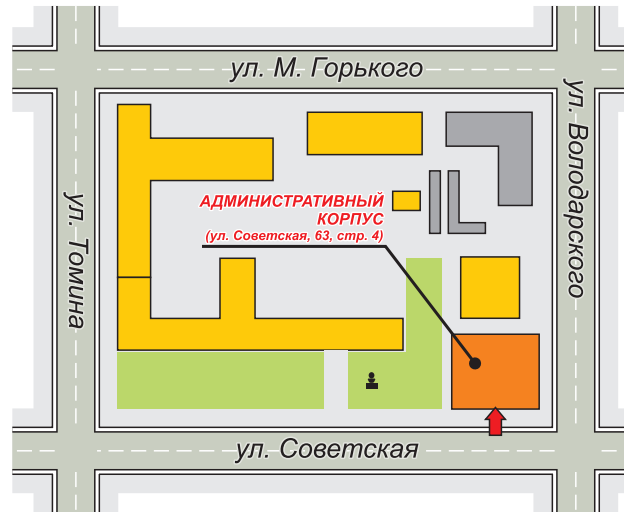 ул. М. Горького
ул. Володарского
ул. Томина
АДМИНИСТРАТИВНЫЙ
КОРПУС
(ул. Советская, 63, стр. 4)
ул. Советская